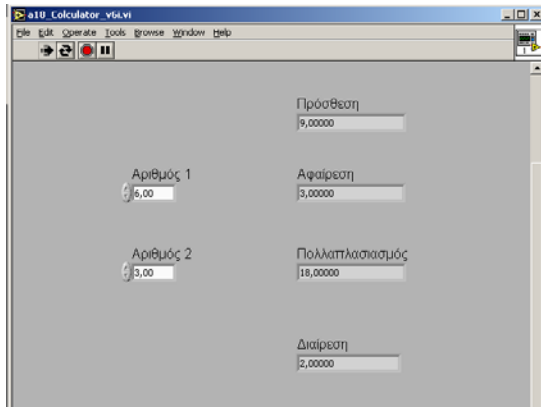 a10_Colculator_v6i.vi
File Edit Operate Tools Browse Window Help
1
Πρόσθεση
9,00000
Αριθμός 1
6,00
Αφαίρεση
3,00000
Αριθμός 2
3,00
Πολλαπλασιασμός
18,00000
Διαίρεση
2,00000